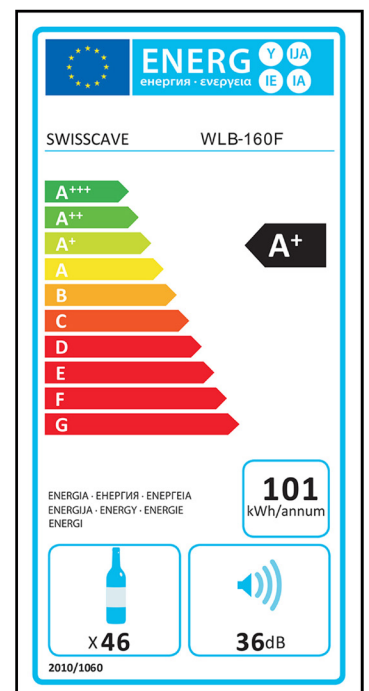 ENERG Y IJA
енергия · ενεργεια IE IA
SWISSCAVE WLB-160F
A+++
A++
A+
A+
A
B
C
D
E
F
G
ENERGIA · ЕНЕРГИЯ · ΕΝΕΡΓΕΙΑ
ENERGIJA · ENERGY · ENERGIE
ENERGI
101
kWh/annum
X 46
36dB
2010/1060